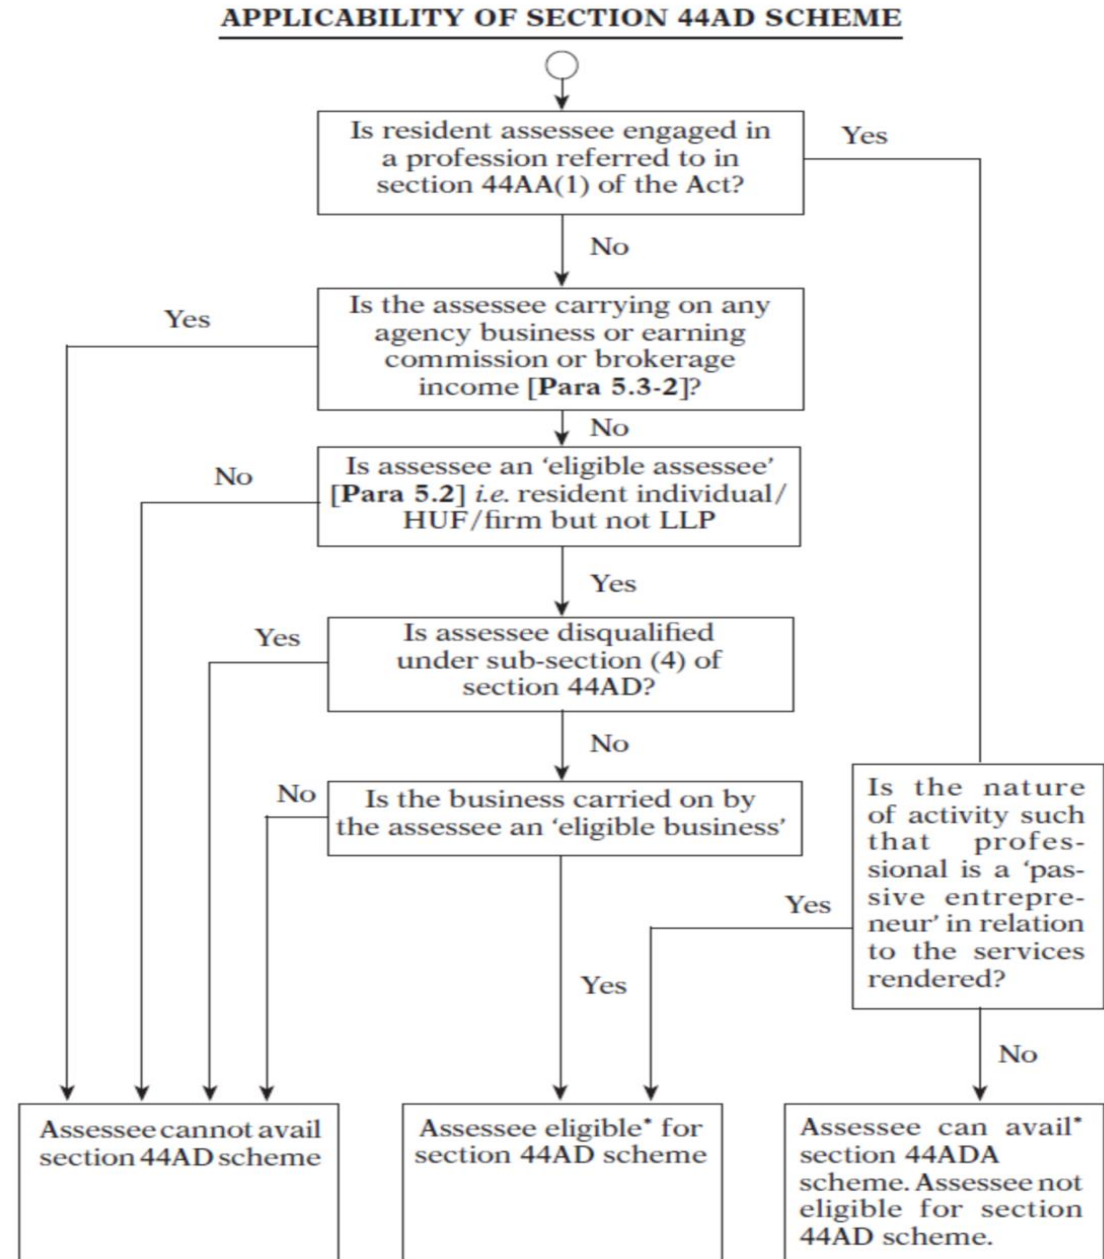 APPLICABILITY OF SECTION 44AD SCHEME
Is resident assessee engaged in
a profession referred to in
section 44AA(1) of the Act?
Yes
No
Is the assessee carrying on any
agency business or earning
commission or brokerage
income [Para 5.3-2]?
Yes
No
Is assessee an ‘eligible assessee’
[Para 5.2] i.e. resident individual/
HUF/firm but not LLP
No
Yes
Is assessee disqualified
under sub-section (4) of
section 44AD?
Yes
No
Is the business carried on by
the assessee an ‘eligible business’
No
Yes
Is the nature
of activity such
that profes-
sional is a ‘pas-
sive entrepre-
neur’ in relation
to the services
rendered?
Yes
No
Assessee cannot avail
section 44AD scheme
Assessee eligible* for
section 44AD scheme
Assessee can avail*
section 44ADA
scheme. Assessee not
eligible for section
44AD scheme.